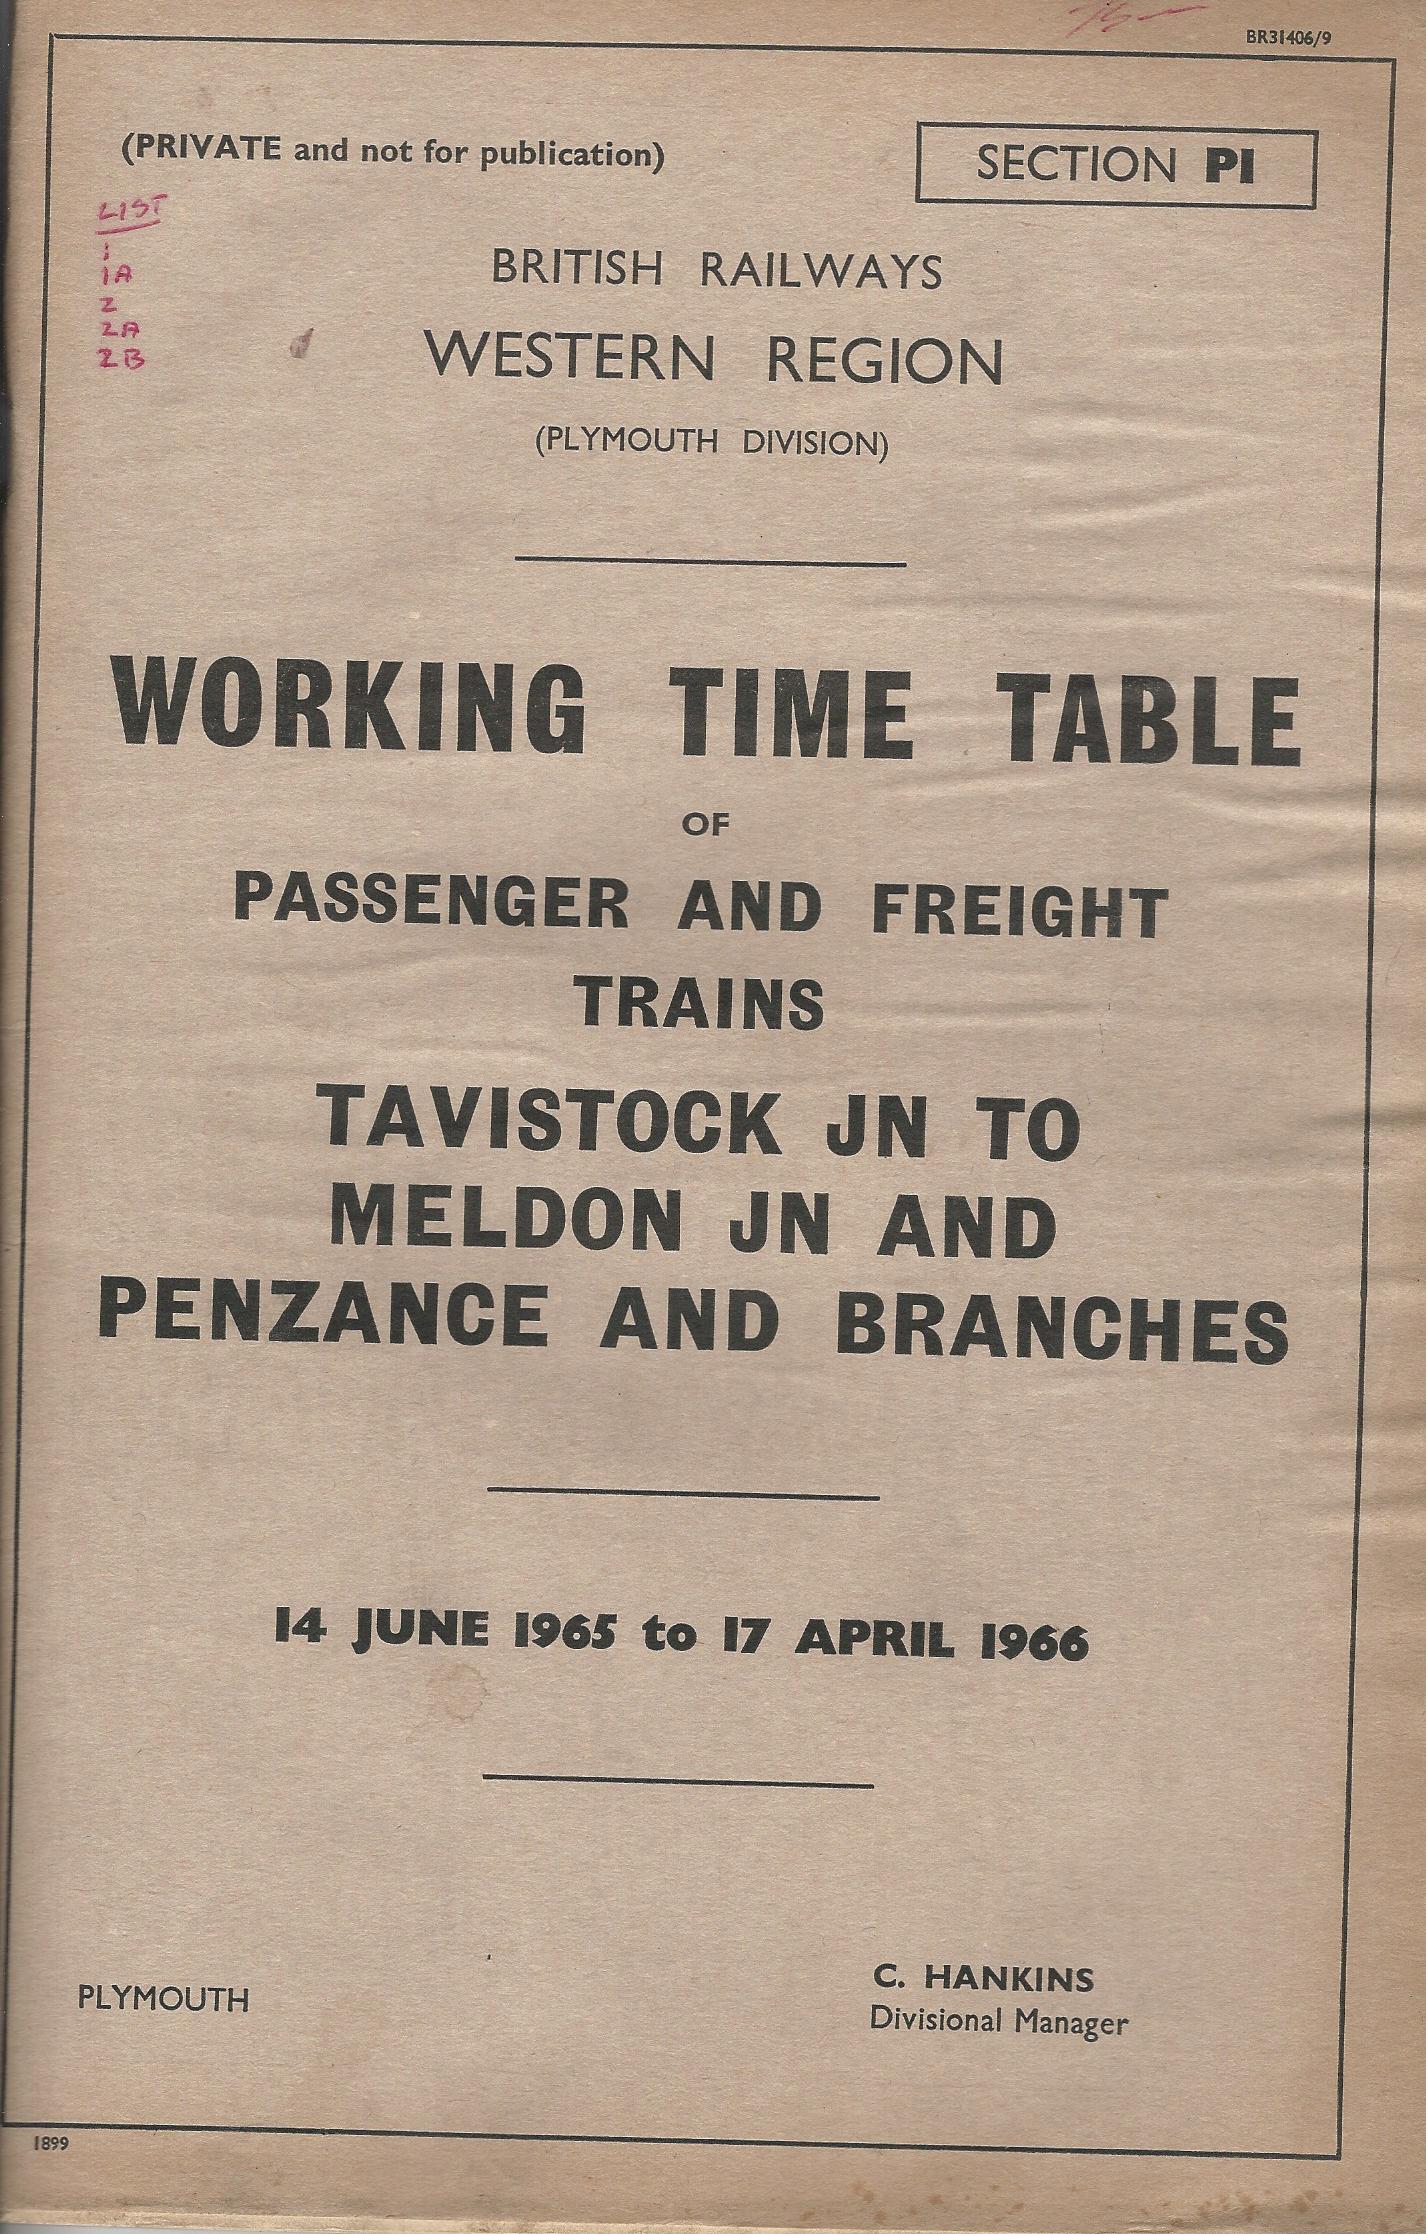 BR31406/9
(PRIVATE and not for publication)
SECTION P1
LIST
1
1A
2
2A
2B
BRITISH RAILWAYS
WESTERN REGION
(PLYMOUTH DIVISION)
WORKING TIME TABLE
OF
PASSENGER AND FREIGHT
TRAINS
TAVISTOCK JN TO
MELDON JN AND
PENZANCE AND BRANCHES
14 JUNE 1965 to 17 APRIL 1966
PLYMOUTH
C. HANKINS
Divisional Manager
1899